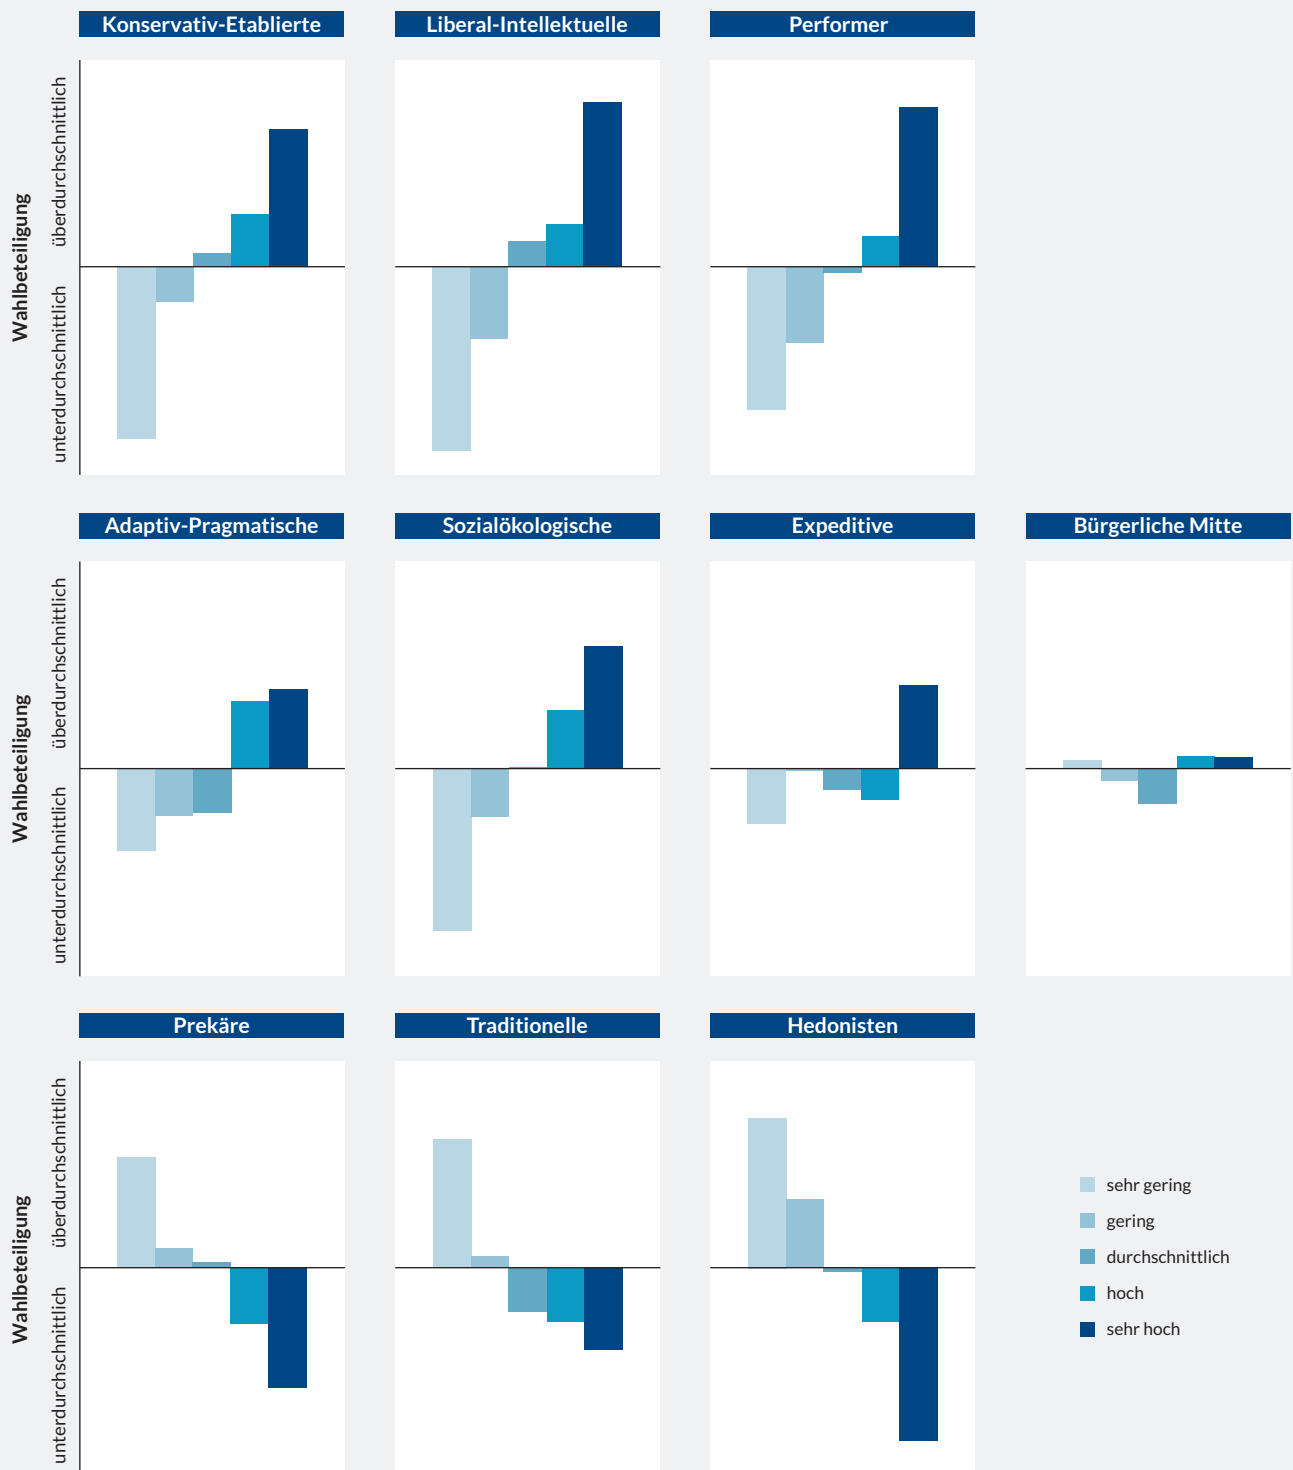 Konservativ-Etablierte
Liberal-Intellektuelle
Performer
Wahlbeteiligung
überdurchschnittlich
unterdurchschnittlich
Adaptiv-Pragmatische
Sozialökologische
Expeditive
Bürgerliche Mitte
Wahlbeteiligung
überdurchschnittlich
unterdurchschnittlich
Prekäre
Traditionelle
Hedonisten
Wahlbeteiligung
überdurchschnittlich
unterdurchschnittlich
sehr gering
gering
durchschnittlich
hoch
sehr hoch